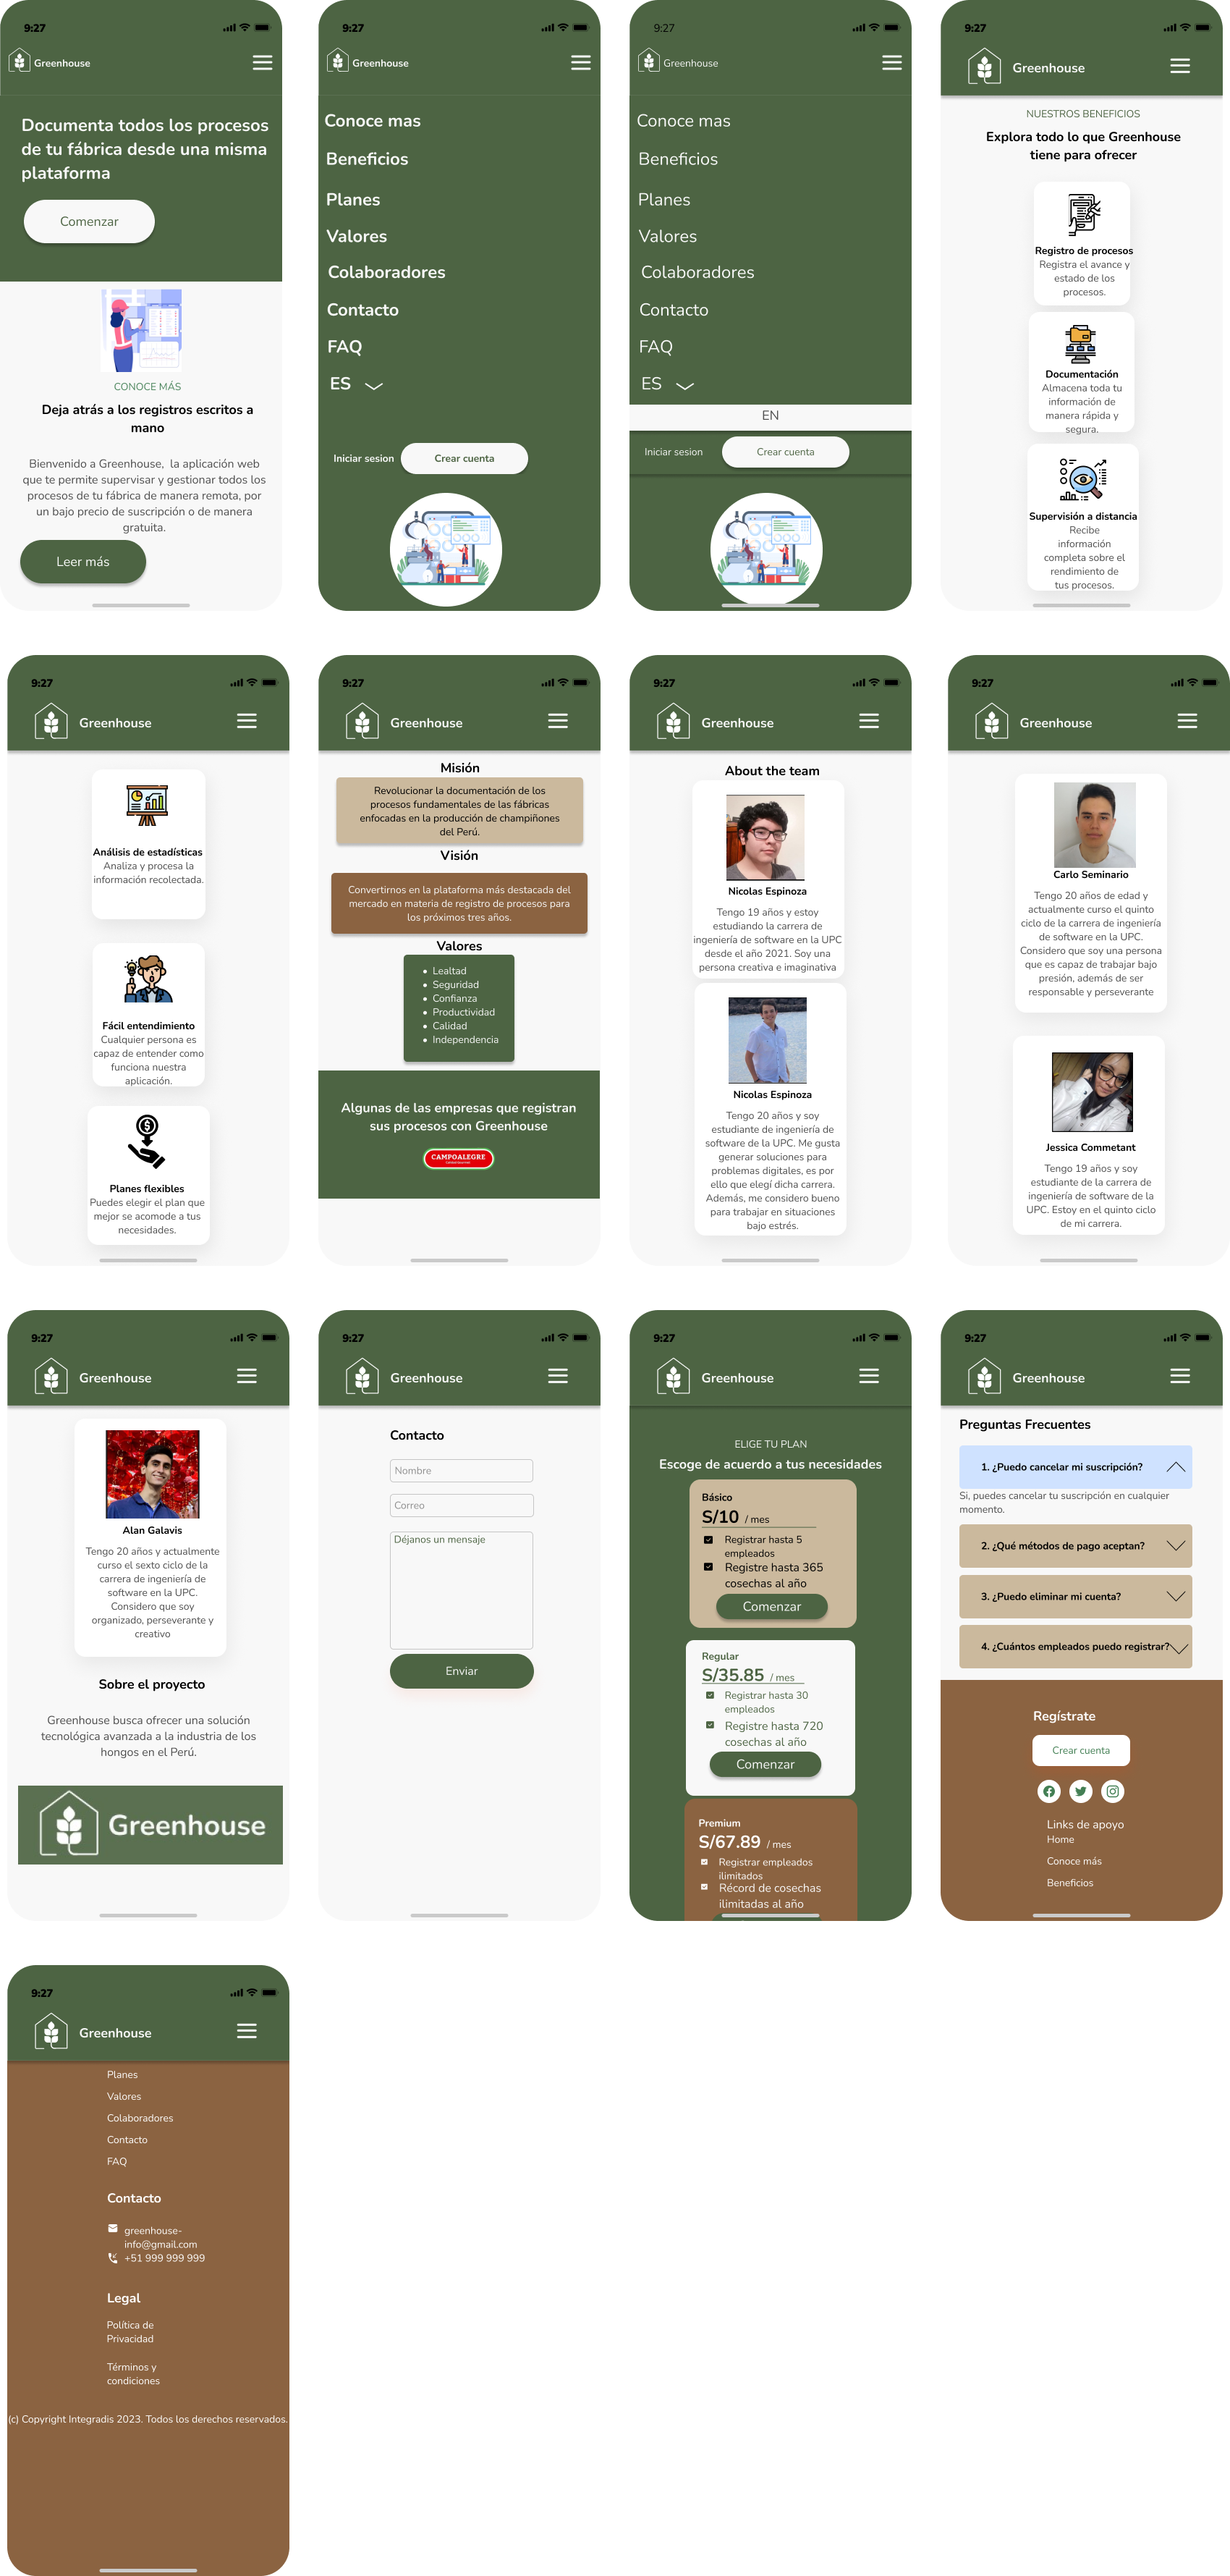 9:27
Greenhouse
Documenta todos los procesos
de tu fábrica desde una misma
plataforma
Comenzar
CONOCE MÁS
Deja atrás a los registros escritos a
mano
Bienvenido a Greenhouse, la aplicación web
que te permite supervisar y gestionar todos los
procesos de tu fábrica de manera remota, por
un bajo precio de suscripción o de manera
gratuita.
Leer más
9:27
Greenhouse
Conoce mas
Beneficios
Planes
Valores
Colaboradores
Contacto
FAQ
ES
Iniciar sesion
Crear cuenta
9:27
Greenhouse
Conoce mas
Beneficios
Planes
Valores
Colaboradores
Contacto
FAQ
ES
EN
Iniciar sesion
Crear cuenta
9:27
Greenhouse
NUESTROS BENEFICIOS
Explora todo lo que Greenhouse
tiene para ofrecer
Registro de procesos
Registra el avance y
estado de los
procesos.
Documentación
Almacena toda tu
información de
manera rápida y
segura.
Supervisión a distancia
Recibe
información
completa sobre el
rendimiento de
tus procesos.
9:27
Greenhouse
Análisis de estadísticas
Analiza y procesa la
información recolectada.
Fácil entendimiento
Cualquier persona es
capaz de entender como
funciona nuestra
aplicación.
Planes flexibles
Puedes elegir el plan que
mejor se acomode a tus
necesidades.
9:27
Greenhouse
Misión
Revolucionar la documentación de los
procesos fundamentales de las fábricas
enfocadas en la producción de champiñones
del Perú.
Visión
Convertirnos en la plataforma más destacada del
mercado en materia de registro de procesos para
los próximos tres años.
Valores
• Lealtad
• Seguridad
• Confianza
• Productividad
• Calidad
• Independencia
Algunas de las empresas que registran
sus procesos con Greenhouse
CAMPOALEGRE
9:27
Greenhouse
About the team
Nicolas Espinoza
Tengo 19 años y estoy
estudiando la carrera de
ingeniería de software en la UPC
desde el año 2021. Soy una
persona creativa e imaginativa
Nicolas Espinoza
Tengo 20 años y soy
estudiante de ingeniería de
software de la UPC. Me gusta
generar soluciones para
problemas digitales, es por
ello que elegí dicha carrera.
Además, me considero bueno
para trabajar en situaciones
bajo estrés.
9:27
Greenhouse
Carlo Seminario
Tengo 20 años de edad y
actualmente curso el quinto
ciclo de la carrera de ingeniería
de software en la UPC.
Considero que soy una persona
que es capaz de trabajar bajo
presión, además de ser
responsable y perseverante
Jessica Commetant
Tengo 19 años y soy
estudiante de la carrera de
ingeniería de software de la
UPC. Estoy en el quinto ciclo
de mi carrera.
9:27
Greenhouse
Alan Galavis
Tengo 20 años y actualmente
curso el sexto ciclo de la
carrera de ingeniería de
software en la UPC.
Considero que soy
organizado, perseverante y
creativo
Sobre el proyecto
Greenhouse busca ofrecer una solución
tecnológica avanzada a la industria de los
hongos en el Perú.
Greenhouse
9:27
Greenhouse
Contacto
Nombre
Correo
Déjanos un mensaje
Enviar
9:27
Greenhouse
ELIGE TU PLAN
Escoge de acuerdo a tus necesidades
Básico
S/10 / mes
Registrar hasta 5
empleados
Registre hasta 365
cosechas al año
Comenzar
Regular
S/35.85 / mes
Registrar hasta 30
empleados
Registre hasta 720
cosechas al año
Comenzar
Premium
S/67.89 / mes
Registrar empleados
ilimitados
Récord de cosechas
ilimitadas al año
9:27
Greenhouse
Preguntas Frecuentes
1. ¿Puedo cancelar mi suscripción?
Si, puedes cancelar tu suscripción en cualquier
momento.
2. ¿Qué métodos de pago aceptan?
3. ¿Puedo eliminar mi cuenta?
4. ¿Cuántos empleados puedo registrar?
Regístrate
Crear cuenta
Links de apoyo
Home
Conoce más
Beneficios
9:27
Greenhouse
Planes
Valores
Colaboradores
Contacto
FAQ
Contacto
greenhouse-
info@gmail.com
+51 999 999 999
Legal
Política de
Privacidad
Términos y
condiciones
(c) Copyright Integradis 2023. Todos los derechos reservados.